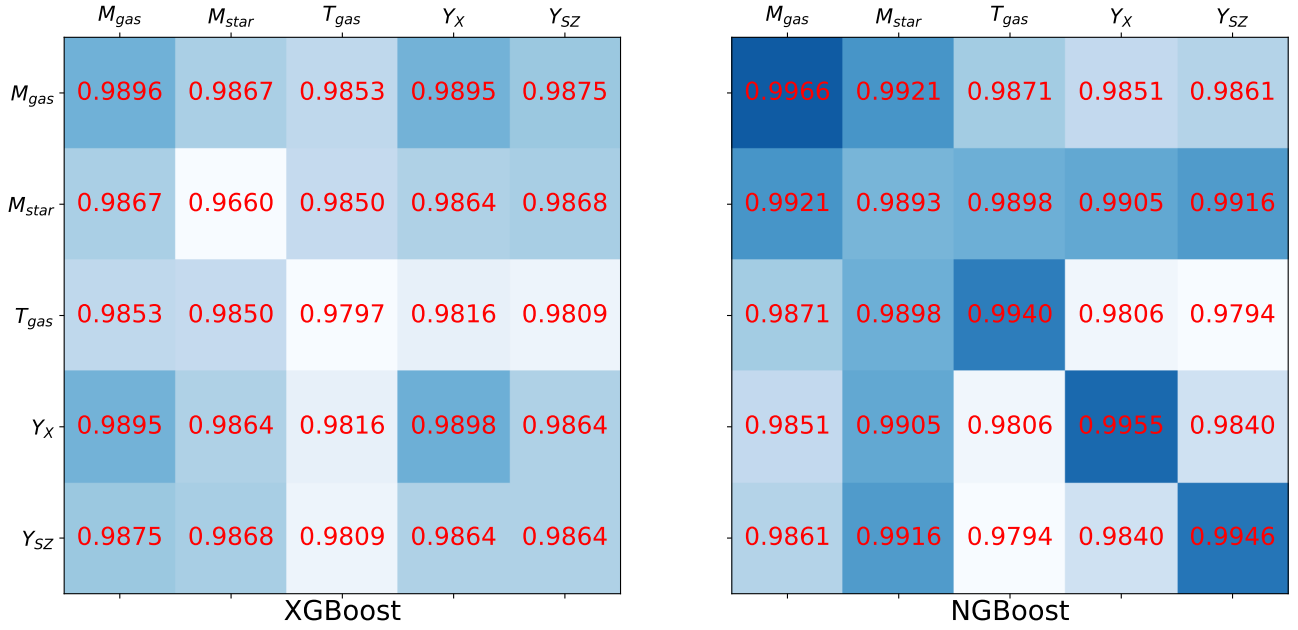 M_gas M_star T_gas Y_X Y_SZ M_gas M_star T_gas Y_X Y_SZ
M_gas 0.9896 0.9867 0.9853 0.9895 0.9875 0.9966 0.9921 0.9871 0.9851 0.9861
M_star 0.9867 0.9660 0.9850 0.9864 0.9868 0.9921 0.9893 0.9898 0.9905 0.9916
T_gas 0.9853 0.9850 0.9797 0.9816 0.9809 0.9871 0.9898 0.9940 0.9806 0.9794
Y_X 0.9895 0.9864 0.9816 0.9898 0.9864 0.9851 0.9905 0.9806 0.9955 0.9840
Y_SZ 0.9875 0.9868 0.9809 0.9864 0.9864 0.9861 0.9916 0.9794 0.9840 0.9946
XGBoost NGBoost